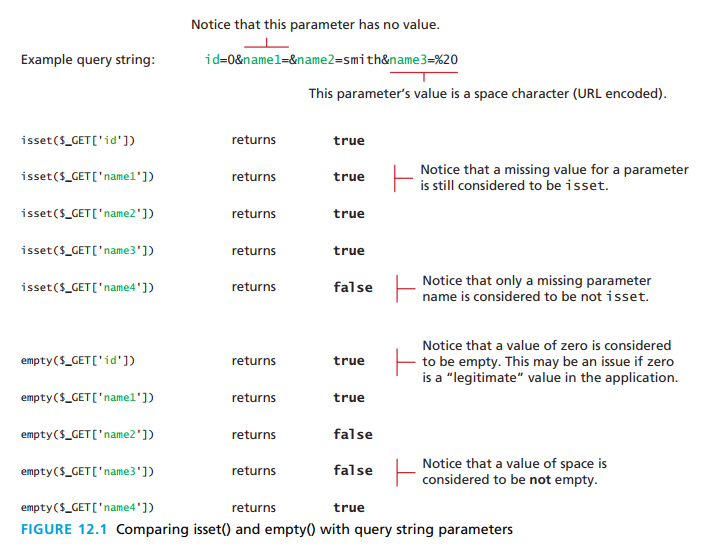 Notice that this parameter has no value.
Example query string: id=0&name1=&name2=smith&name3=%20
This parameter's value is a space character (URL encoded).
isset($_GET['id']) returns true
isset($_GET['name1']) returns true
Notice that a missing value for a parameter
is still considered to be isset.
isset($_GET['name2']) returns true
isset($_GET['name3']) returns true
isset($_GET['name4']) returns false
Notice that only a missing parameter
name is considered to be not isset.
empty($_GET['id']) returns true
Notice that a value of zero is considered
to be empty. This may be an issue if zero
is a “legitimate” value in the application.
empty($_GET['name1']) returns true
empty($_GET['name2']) returns false
empty($_GET['name3']) returns false
Notice that a value of space is
considered to be not empty.
empty($_GET['name4']) returns true
FIGURE 12.1 Comparing isset() and empty() with query string parameters